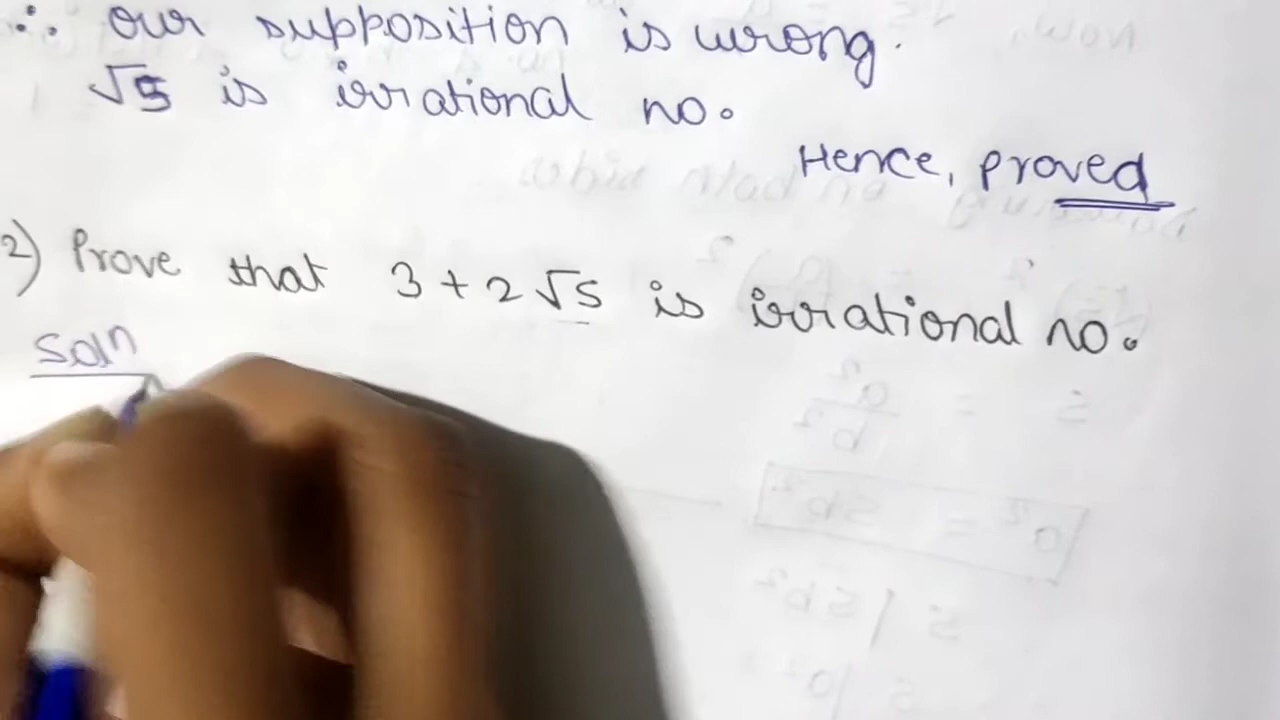 ∴ our supposition is wrong.
√5 is irrational no.
Hence, proved
2) Prove that 3 + 2√5 is irrational no.
Soln